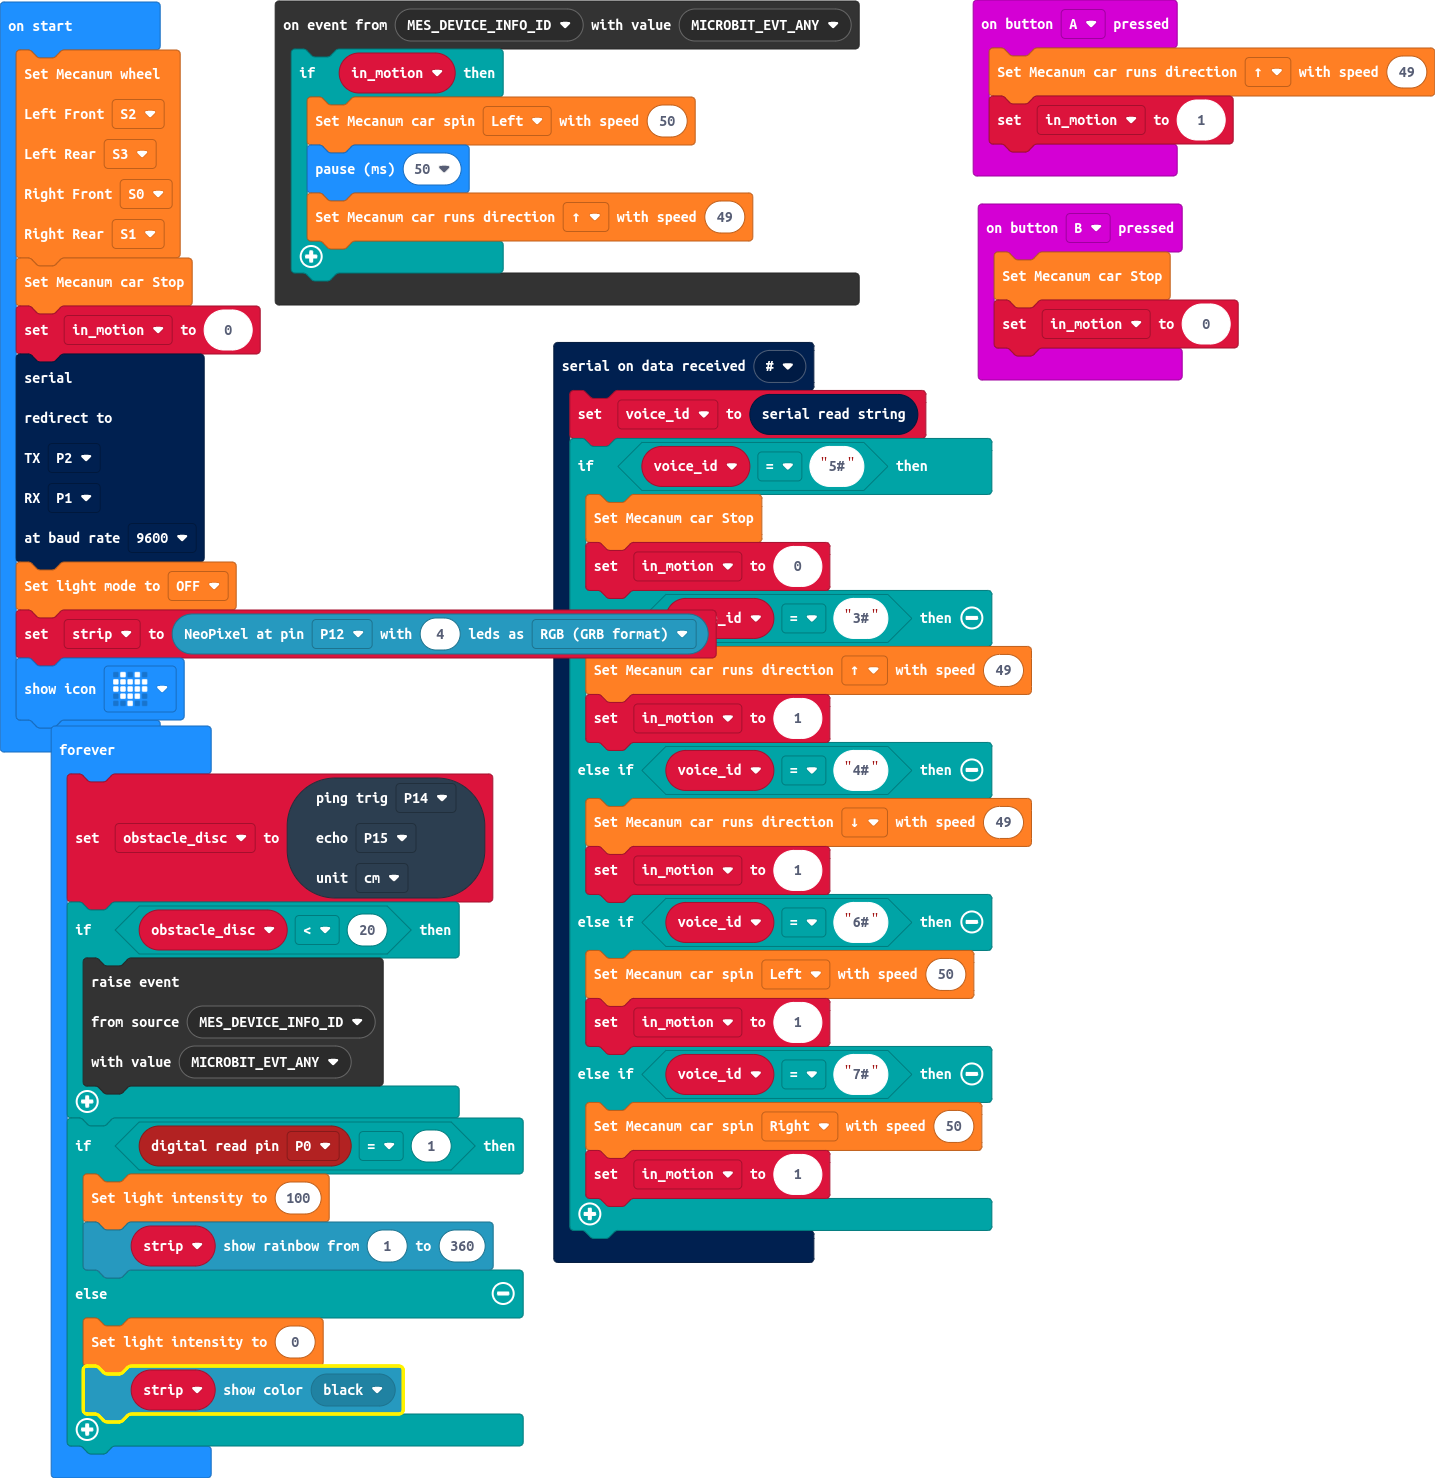 on start
Set Mecanum wheel
Left Front S2
Left Rear S3
Right Front S0
Right Rear S1
Set Mecanum car Stop
set in_motion to 0
serial
redirect to
TX P2
RX P1
at baud rate 9600
Set light mode to OFF
set strip to NeoPixel at pin P12 with 4 leds as RGB (GRB format)
show icon
forever
set obstacle_disc to ping trig P14
echo P15
unit cm
if obstacle_disc < 20 then
raise event
from source MES_DEVICE_INFO_ID
with value MICROBIT_EVT_ANY
if digital read pin P0 = 1 then
Set light intensity to 100
strip show rainbow from 1 to 360
else
Set light intensity to 0
strip show color black
on event from MES_DEVICE_INFO_ID with value MICROBIT_EVT_ANY
if in_motion then
Set Mecanum car spin Left with speed 50
pause (ms) 50
Set Mecanum car runs direction ↑ with speed 49
serial on data received #
set voice_id to serial read string
if voice_id = "5#" then
Set Mecanum car Stop
set in_motion to 0
_id = "3#" then
Set Mecanum car runs direction ↑ with speed 49
set in_motion to 1
else if voice_id = "4#" then
Set Mecanum car runs direction ↓ with speed 49
set in_motion to 1
else if voice_id = "6#" then
Set Mecanum car spin Left with speed 50
set in_motion to 1
else if voice_id = "7#" then
Set Mecanum car spin Right with speed 50
set in_motion to 1
on button A pressed
Set Mecanum car runs direction ↑ with speed 49
set in_motion to 1
on button B pressed
Set Mecanum car Stop
set in_motion to 0